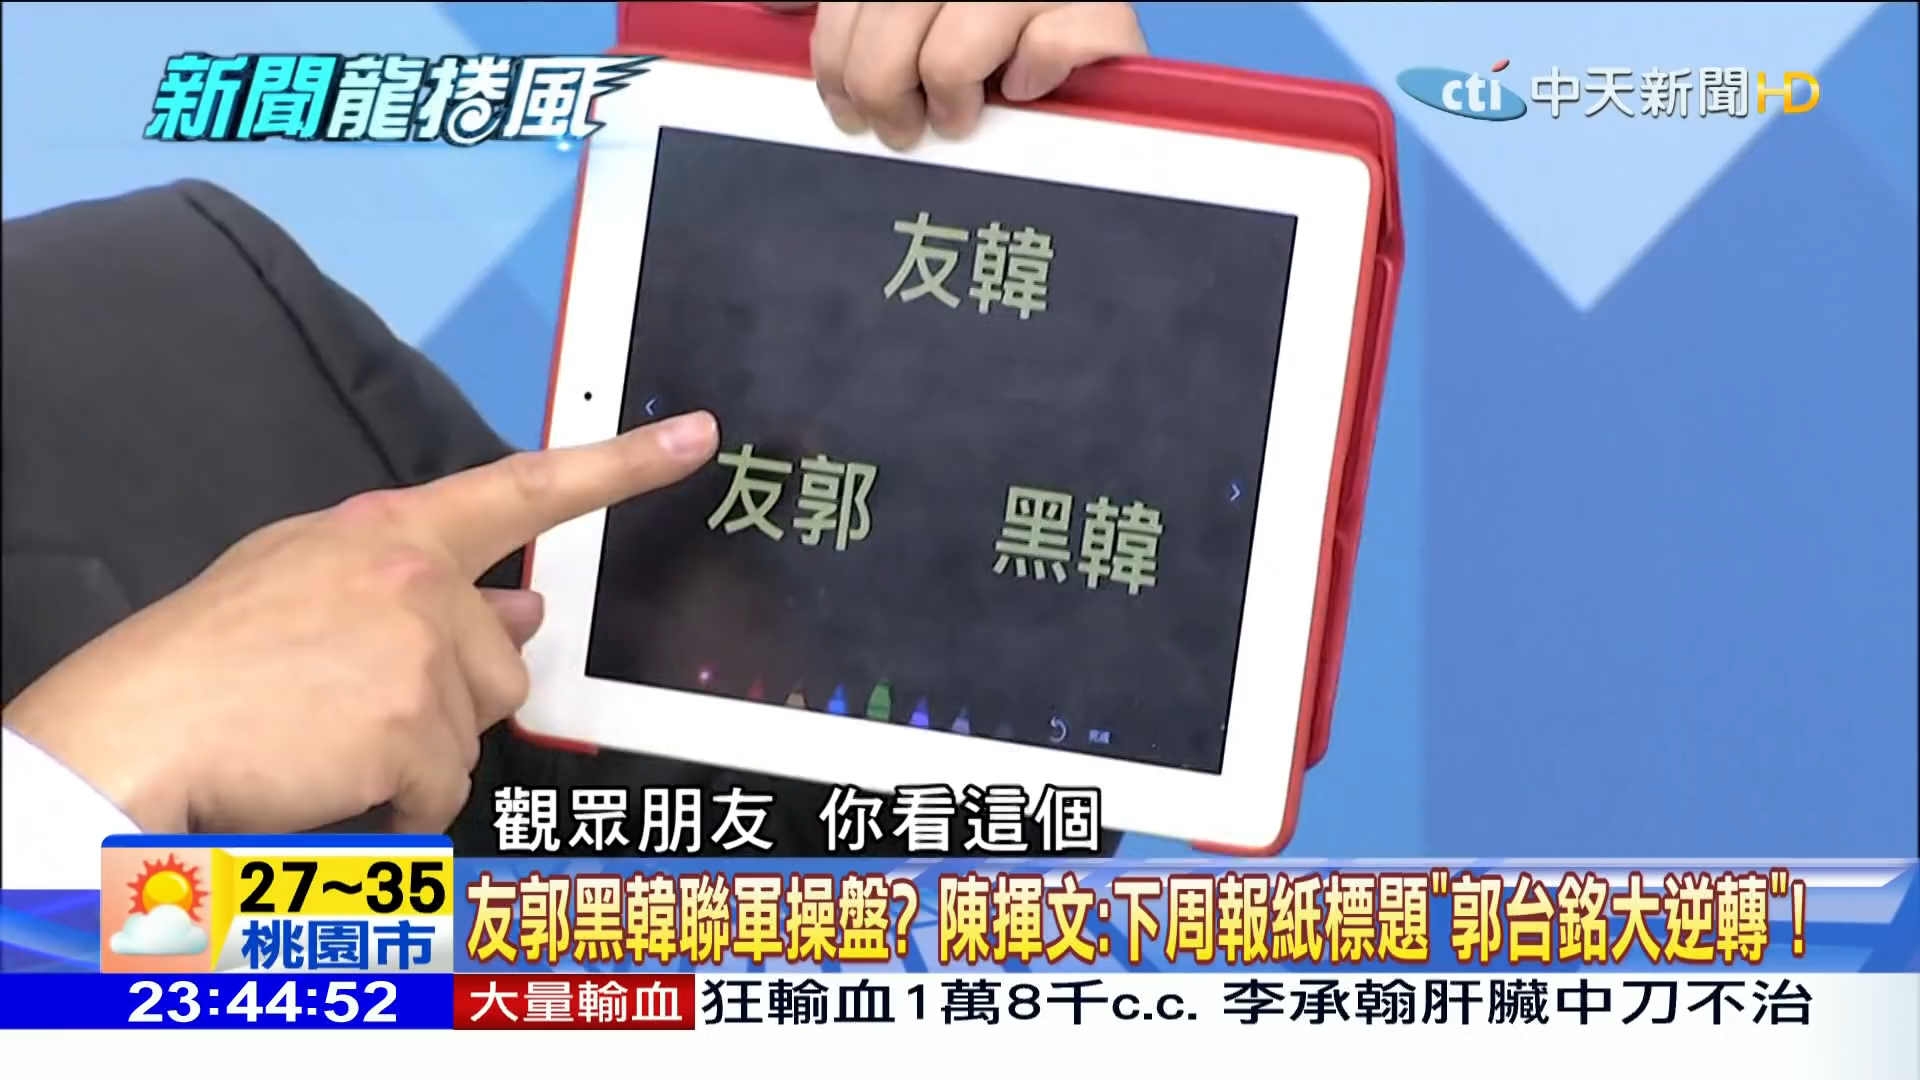 新聞龍捲風
cti 中天新聞HD
友韓
友郭 黑韓
完成
觀眾朋友 你看這個
27~35
桃園市
友郭黑韓聯軍操盤? 陳揮文:下周報紙標題"郭台銘大逆轉"!
23:44:52
大量輸血 狂輸血1萬8千c.c. 李承翰肝臟中刀不治